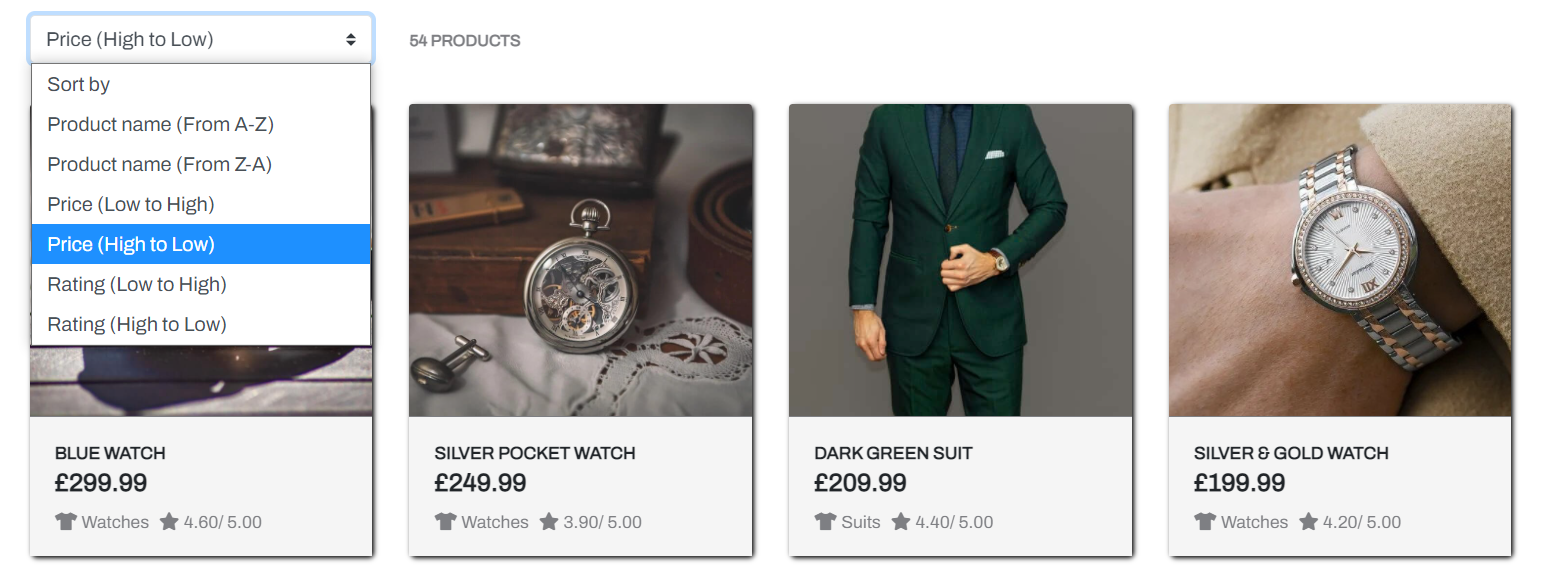 Price (High to Low)
54 PRODUCTS
Sort by
Product name (From A-Z)
Product name (From Z-A)
Price (Low to High)
Price (High to Low)
Rating (Low to High)
Rating (High to Low)
BLUE WATCH
£299.99
Watches 4.60/ 5.00
SILVER POCKET WATCH
£249.99
Watches 3.90/ 5.00
DARK GREEN SUIT
£209.99
Suits 4.40/ 5.00
SILVER & GOLD WATCH
£199.99
Watches 4.20/ 5.00